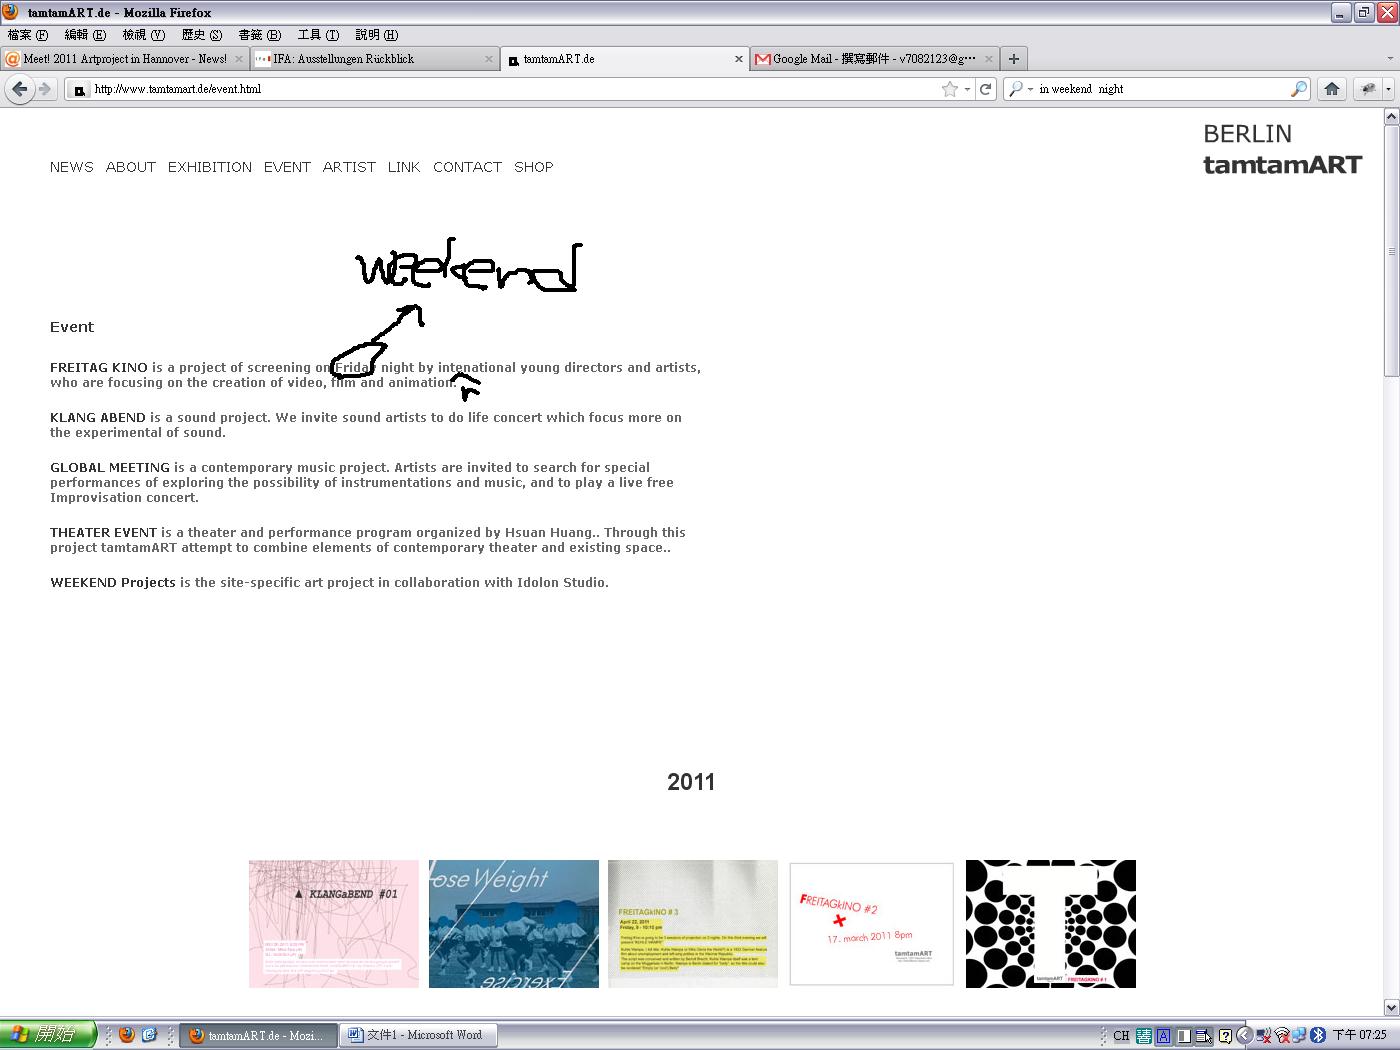 tamtamART.de - Mozilla Firefox
檔案 (F) 編輯 (E) 檢視 (V) 歷史 (S) 書籤 (B) 工具 (T) 說明 (H)
Meet! 2011 Artproject in Hannover - News! IFA: Ausstellungen Rückblick tamtamART.de Google Mail - 撰寫郵件 - v7082123@g···
http://www.tamtamart.de/event.html in weekend night
BERLIN
tamtamART
NEWS ABOUT EXHIBITION EVENT ARTIST LINK CONTACT SHOP
weekend
Event
FREITAG KINO is a project of screening on Friday night by intenational young directors and artists,
who are focusing on the creation of video, film and animation.
r
KLANG ABEND is a sound project. We invite sound artists to do life concert which focus more on
the experimental of sound.
GLOBAL MEETING is a contemporary music project. Artists are invited to search for special
performances of exploring the possibility of instrumentations and music, and to play a live free
Improvisation concert.
THEATER EVENT is a theater and performance program organized by Hsuan Huang.. Through this
project tamtamART attempt to combine elements of contemporary theater and existing space..
WEEKEND Projects is the site-specific art project in collaboration with Idolon Studio.
2011
KLANGaBEND #01
Lose Weight
Exercise
FREITAGkINO # 3
April 22, 2011
Friday, 9 - 10:10 pm
FREITAGkINO #2
17. march 2011 8pm
tamtamART
T
tamtamART FREITAGkINO # 1
開始 tamtamART.de - Mozi... 文件1 - Microsoft Word CH 下午 07:25